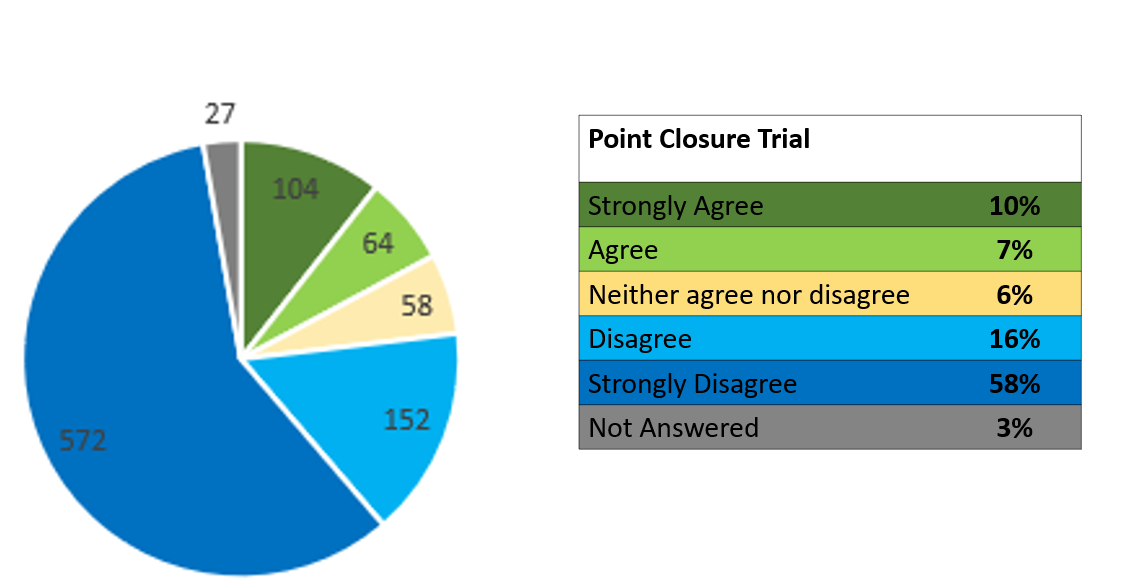 27
104
64
58
152
572
Point Closure Trial
Strongly Agree 10%
Agree 7%
Neither agree nor disagree 6%
Disagree 16%
Strongly Disagree 58%
Not Answered 3%